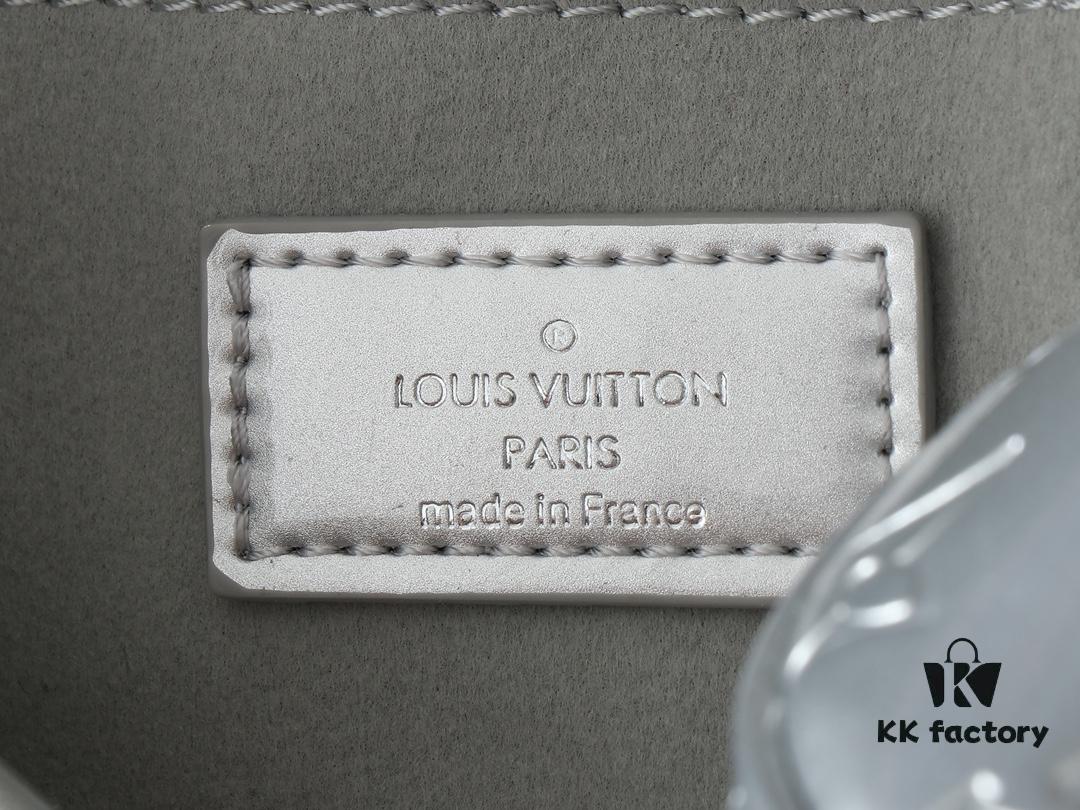 ®
LOUIS VUITTON
PARIS
made in France
K
KK factory